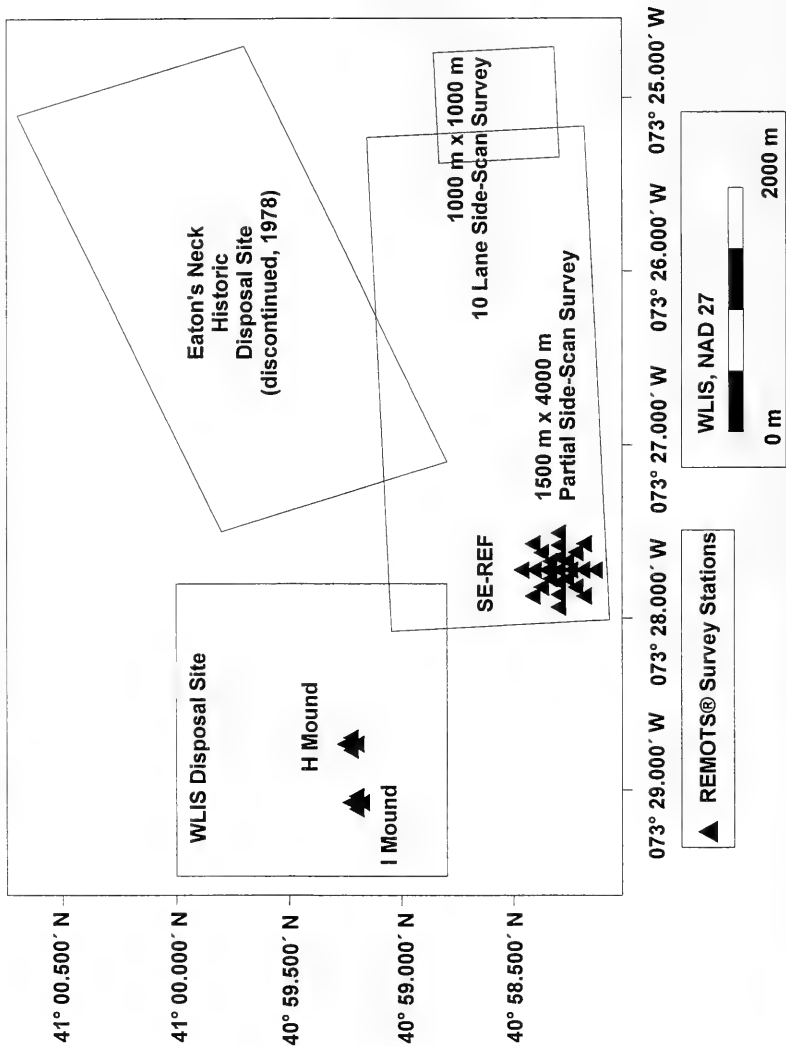 41° 00.500´ N
41° 00.000´ N
40° 59.500´ N
40° 59.000´ N
40° 58.500´ N
Eaton's Neck
Historic
Disposal Site
(discontinued, 1978)
WLIS Disposal Site
H Mound
I Mound
SE-REF
1000 m x 1000 m
10 Lane Side-Scan Survey
1500 m x 4000 m
Partial Side-Scan Survey
073° 29.000´ W
073° 28.000´ W
073° 27.000´ W
073° 26.000´ W
073° 25.000´ W
REMOTS® Survey Stations
WLIS, NAD 27
0 m
2000 m